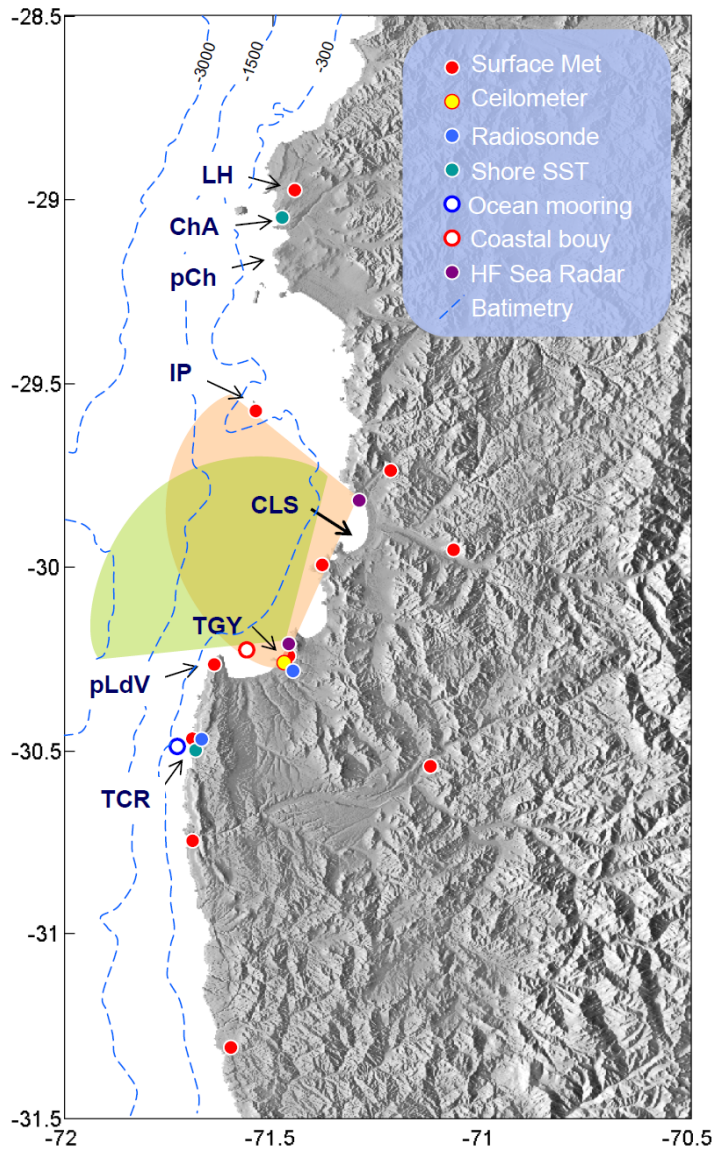 -28.5
-3000
-1500
-300
Surface Met
Ceilometer
Radiosonde
Shore SST
Ocean mooring
Coastal bouy
HF Sea Radar
Batimetry
LH
-29
ChA
pCh
IP
-29.5
CLS
-30
TGY
pLdV
-30.5
TCR
-31
-31.5
-72
-71.5
-71
-70.5